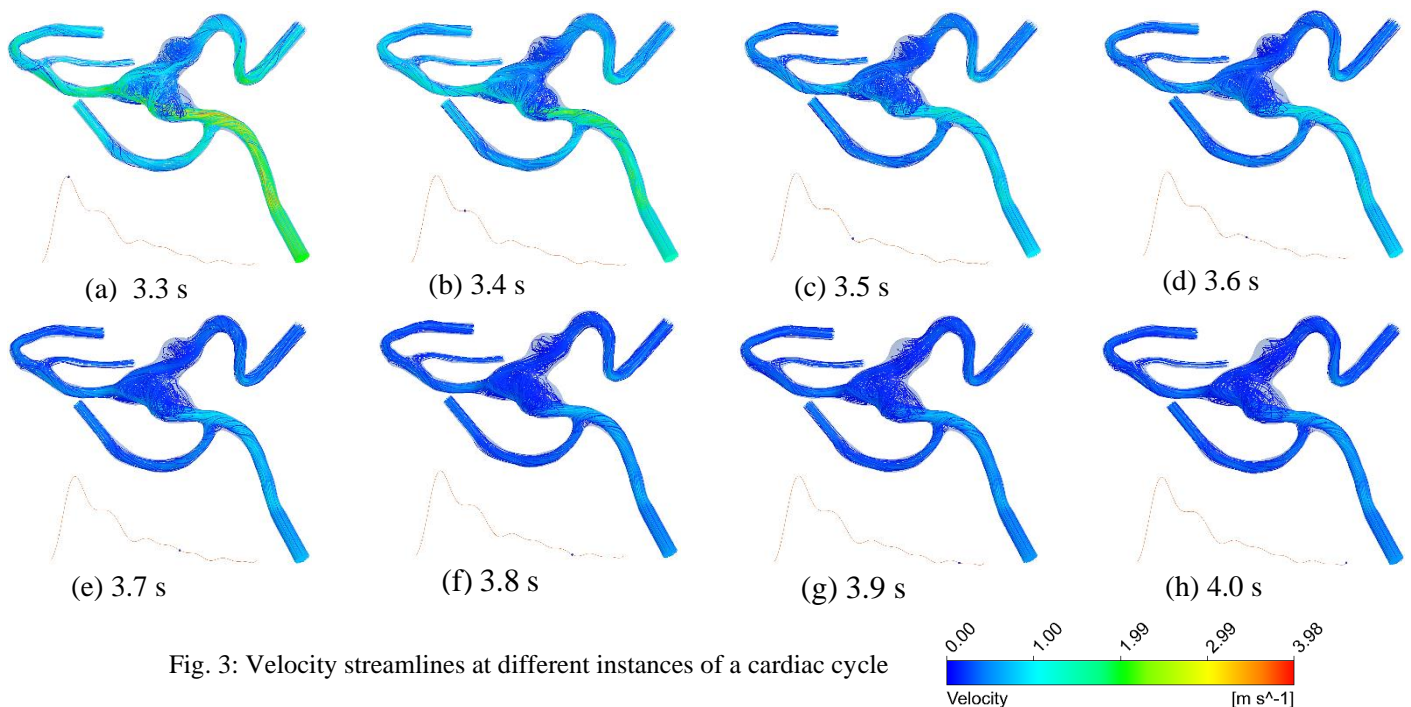 (a) 3.3 s
(b) 3.4 s
(c) 3.5 s
(d) 3.6 s
(e) 3.7 s
(f) 3.8 s
(g) 3.9 s
(h) 4.0 s
Fig. 3: Velocity streamlines at different instances of a cardiac cycle
0.00 1.00 1.99 2.99 3.98
Velocity [m s^-1]